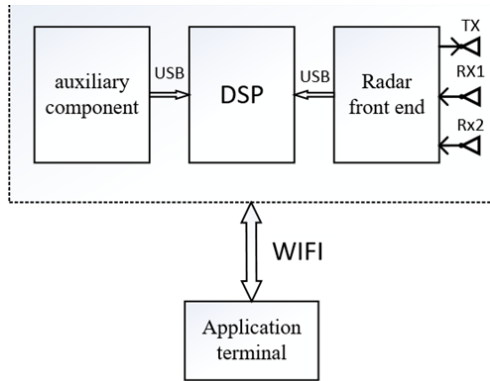 TX
USB
USB
RX1
auxiliary
component
DSP
Radar
front end
Rx2
WIFI
Application
terminal